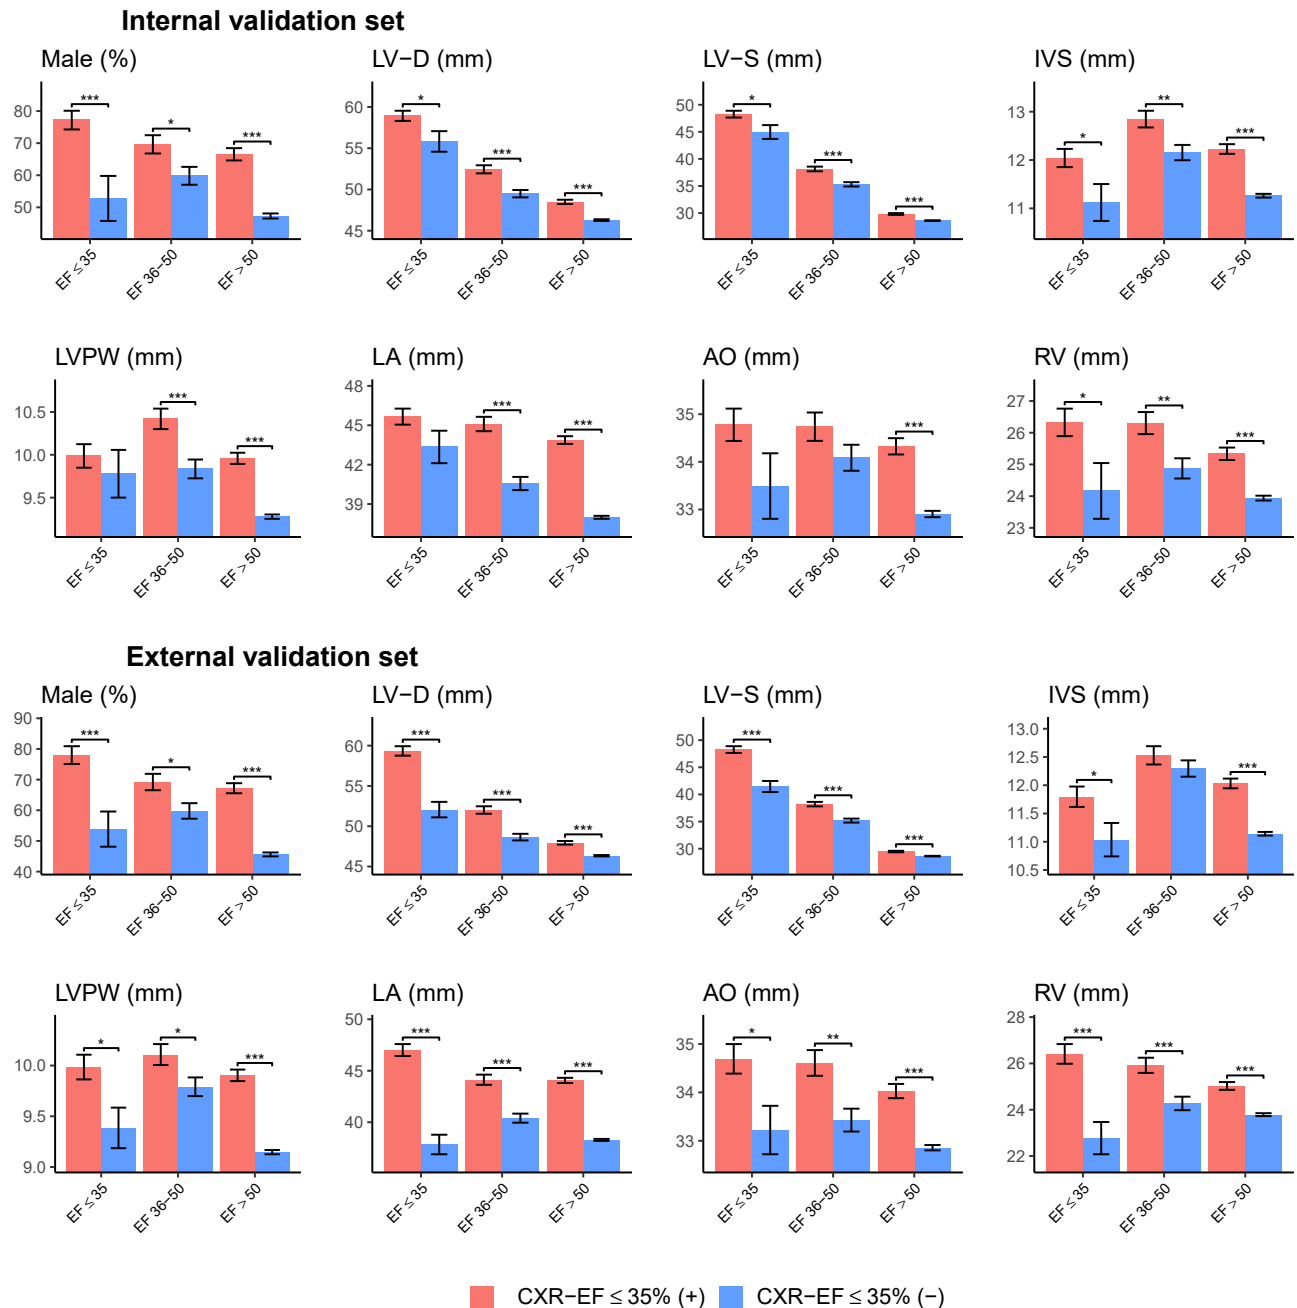 Internal validation set
Male (%)
80
70
60
50
***
*
***
EF ≤ 35
EF 36−50
EF > 50
LV−D (mm)
60
55
50
45
*
***
***
EF ≤ 35
EF 36−50
EF > 50
LV−S (mm)
50
45
40
35
30
*
***
***
EF ≤ 35
EF 36−50
EF > 50
IVS (mm)
13
12
11
*
**
***
EF ≤ 35
EF 36−50
EF > 50
LVPW (mm)
10.5
10.0
9.5
***
***
EF ≤ 35
EF 36−50
EF > 50
LA (mm)
48
45
42
39
***
***
EF ≤ 35
EF 36−50
EF > 50
AO (mm)
35
34
33
***
EF ≤ 35
EF 36−50
EF > 50
RV (mm)
27
26
25
24
23
*
**
***
EF ≤ 35
EF 36−50
EF > 50
External validation set
Male (%)
90
80
70
60
50
40
***
*
***
EF ≤ 35
EF 36−50
EF > 50
LV−D (mm)
60
55
50
45
***
***
***
EF ≤ 35
EF 36−50
EF > 50
LV−S (mm)
50
45
40
35
30
***
***
***
EF ≤ 35
EF 36−50
EF > 50
IVS (mm)
13.0
12.5
12.0
11.5
11.0
10.5
*
***
EF ≤ 35
EF 36−50
EF > 50
LVPW (mm)
10.0
9.5
9.0
*
*
***
EF ≤ 35
EF 36−50
EF > 50
LA (mm)
50
45
40
***
***
***
EF ≤ 35
EF 36−50
EF > 50
AO (mm)
35
34
33
*
**
***
EF ≤ 35
EF 36−50
EF > 50
RV (mm)
28
26
24
22
***
***
***
EF ≤ 35
EF 36−50
EF > 50
CXR−EF ≤ 35% (+)
CXR−EF ≤ 35% (−)